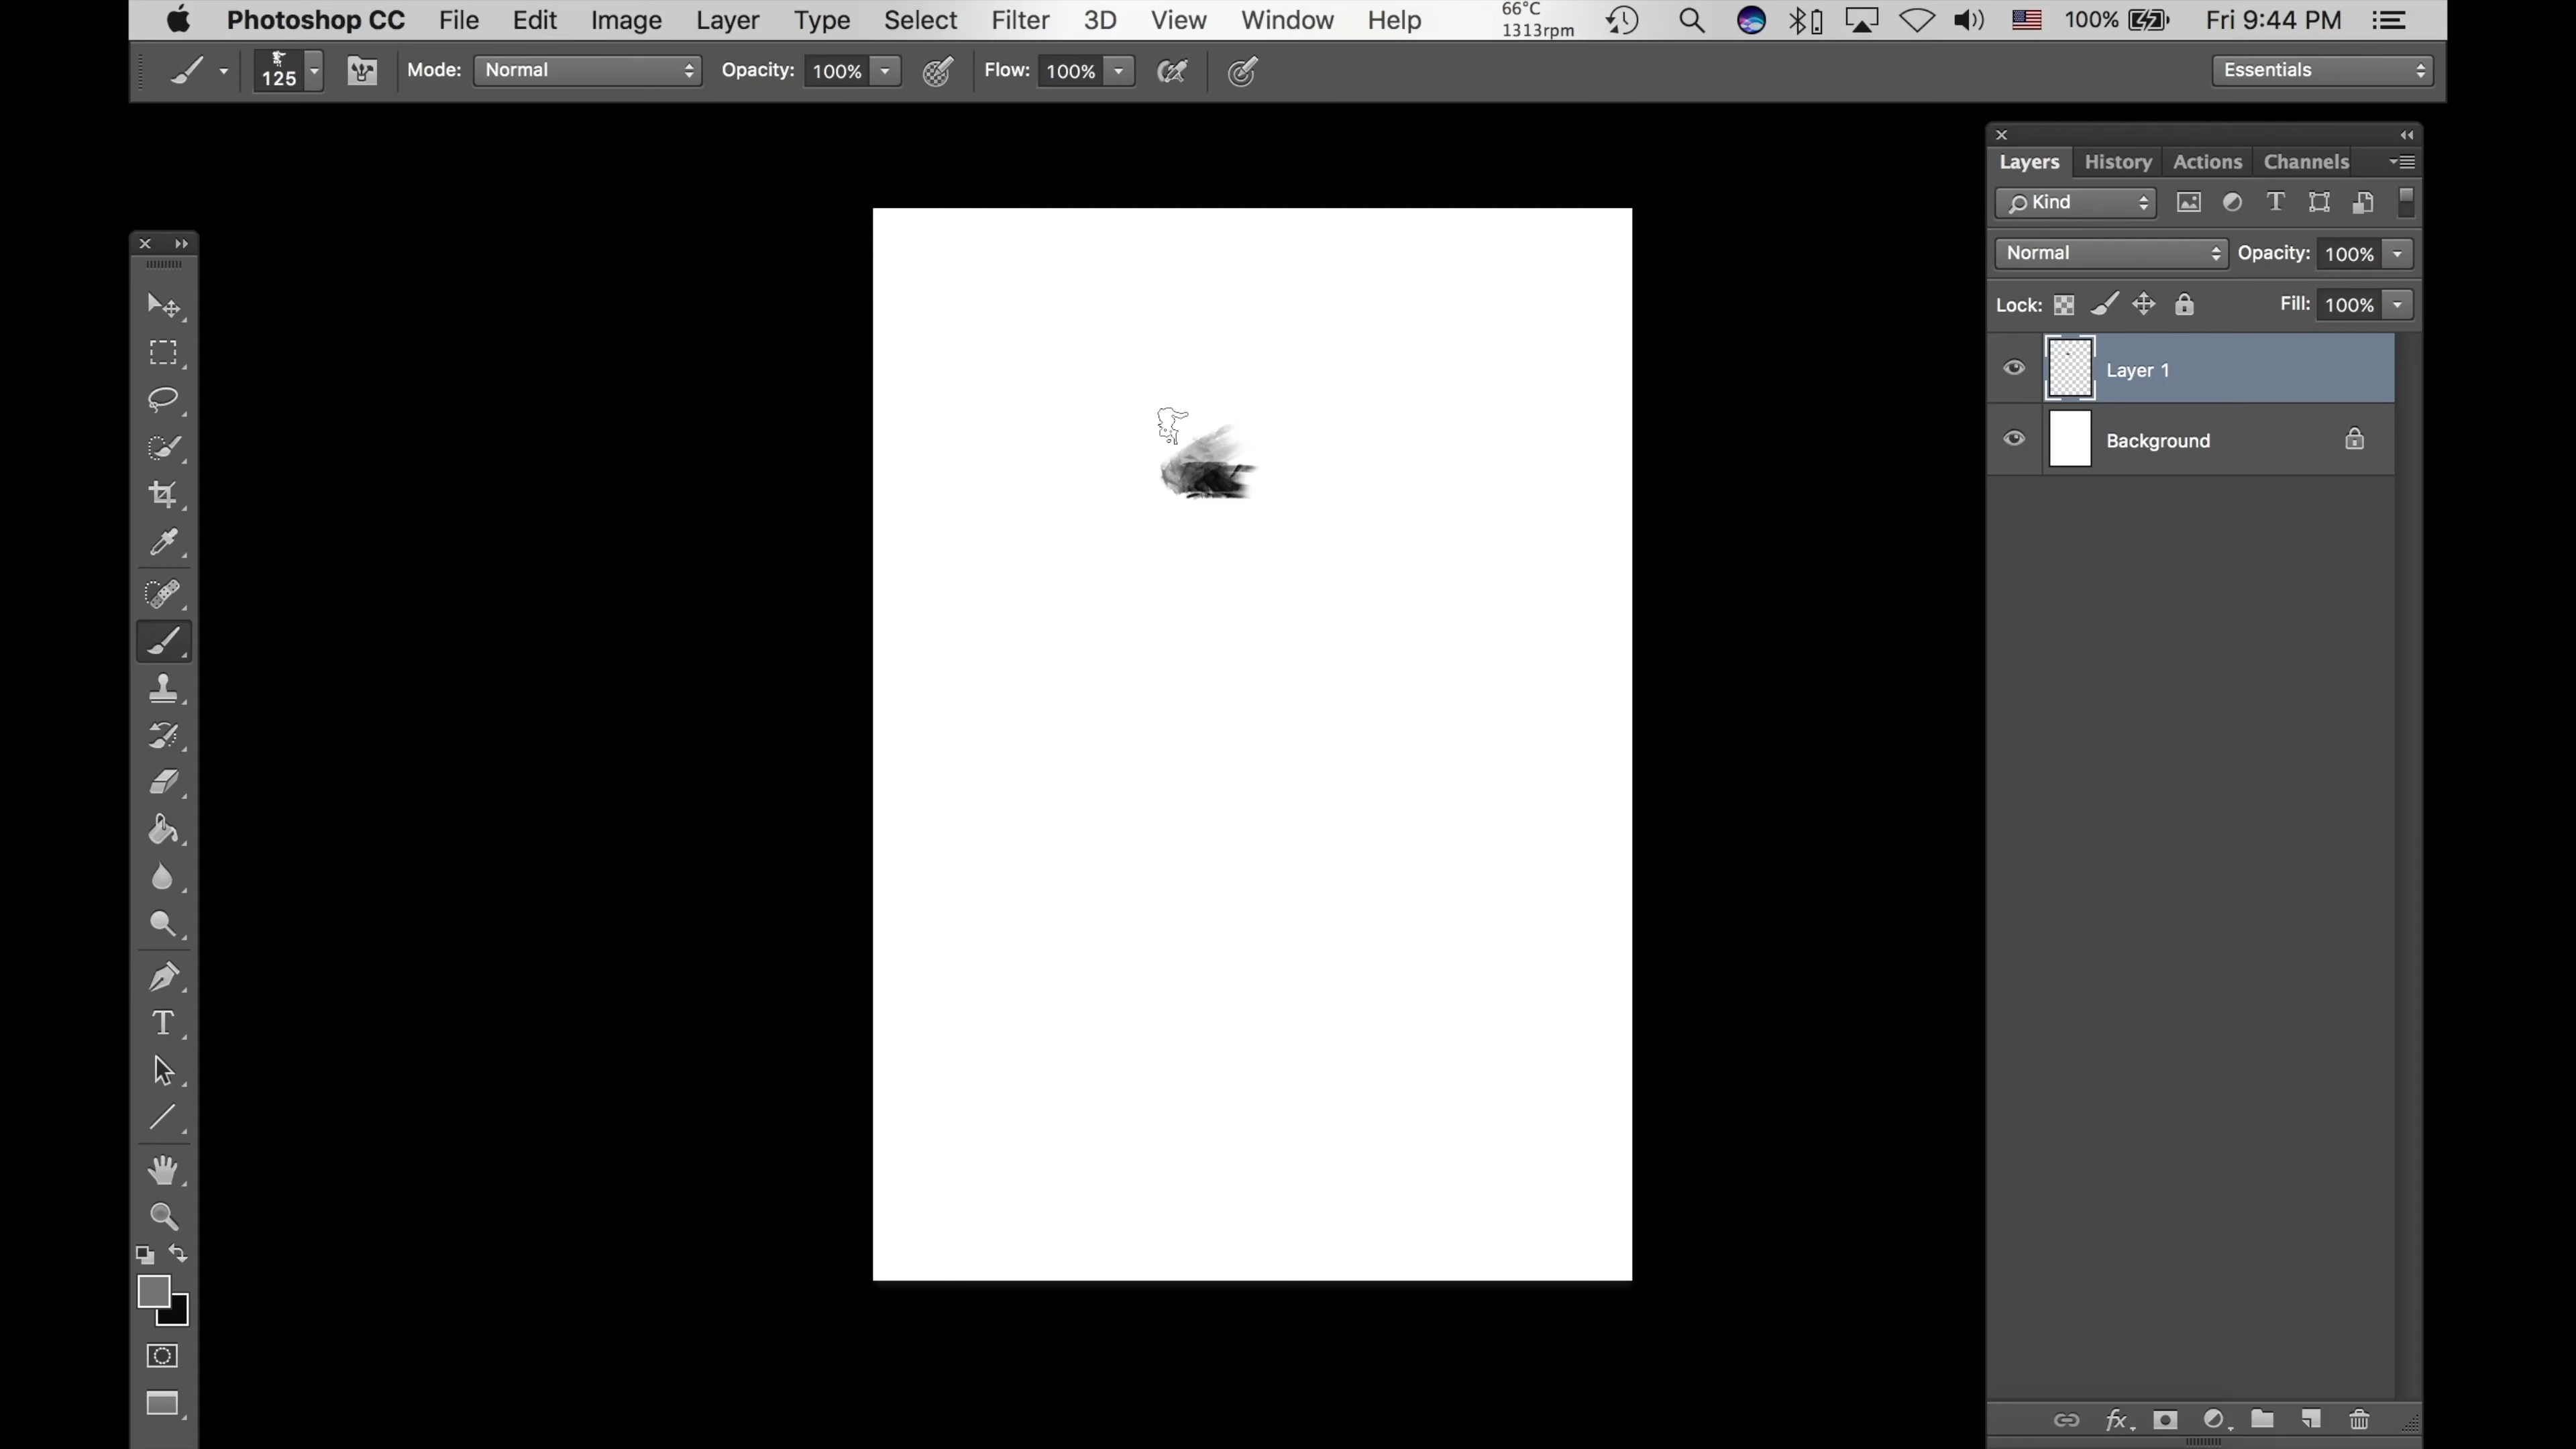 Photoshop CC File Edit Image Layer Type Select Filter 3D View Window Help 66°C 100% Fri 9:44 PM
1313rpm
125 Mode: Normal Opacity: 100% Flow: 100% Essentials
Layers History Actions Channels
Kind
Normal Opacity: 100%
Lock: Fill: 100%
Layer 1
Background